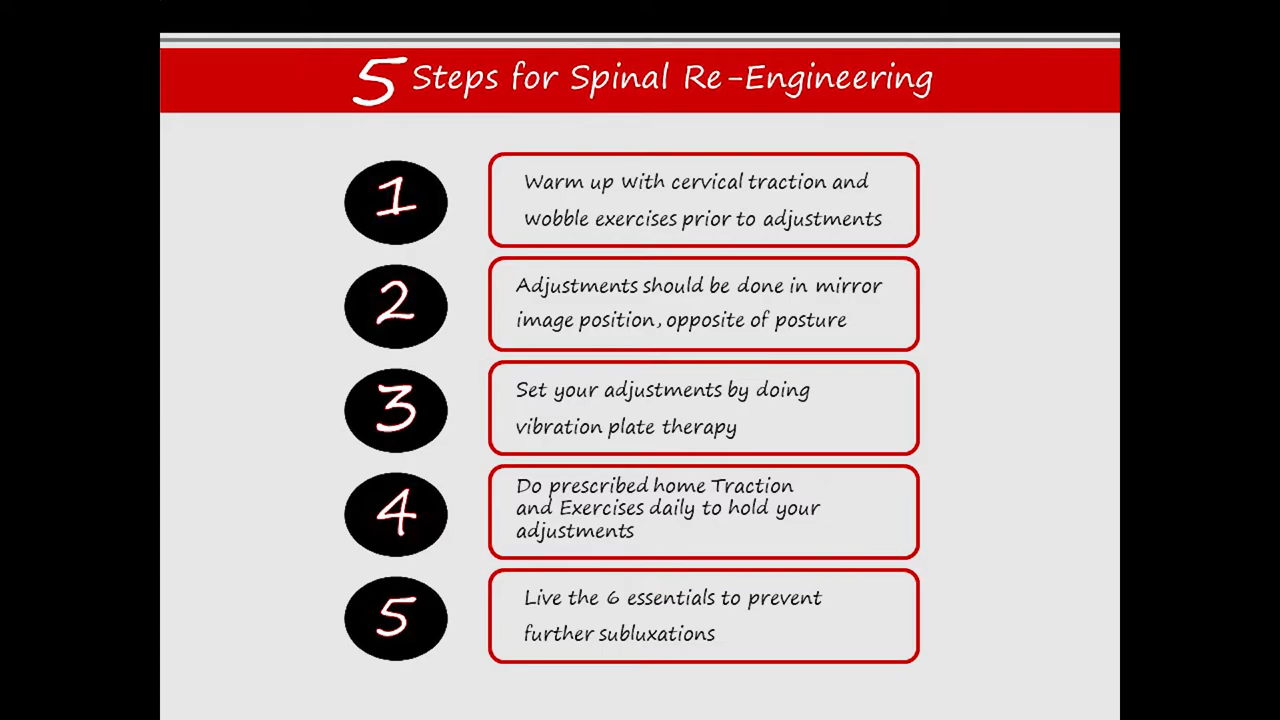 5 Steps for Spinal Re-Engineering
1
Warm up with cervical traction and
wobble exercises prior to adjustments
2
Adjustments should be done in mirror
image position, opposite of posture
3
Set your adjustments by doing
vibration plate therapy
4
Do prescribed home Traction
and Exercises daily to hold your
adjustments
5
Live the 6 essentials to prevent
further subluxations